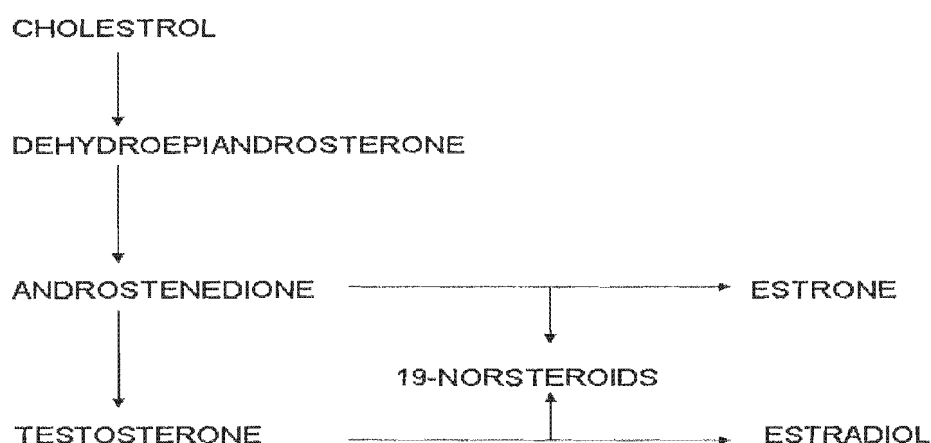 CHOLESTROL
DEHYDROEPIANDROSTERONE
ANDROSTENEDIONE
ESTRONE
19-NORSTEROIDS
TESTOSTERONE
ESTRADIOL